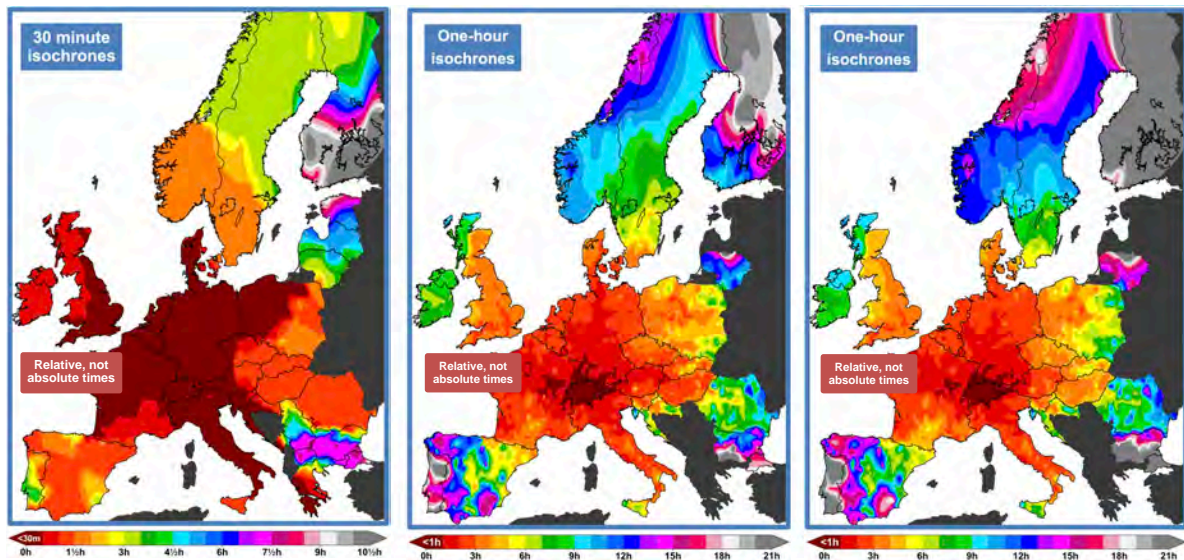 30 minute
isochrones
Relative, not
absolute times
<30m
0h 1½h 3h 4½h 6h 7½h 9h 10½h
One-hour
isochrones
Relative, not
absolute times
<1h
0h 3h 6h 9h 12h 15h 18h 21h
One-hour
isochrones
Relative, not
absolute times
<1h
0h 3h 6h 9h 12h 15h 18h 21h